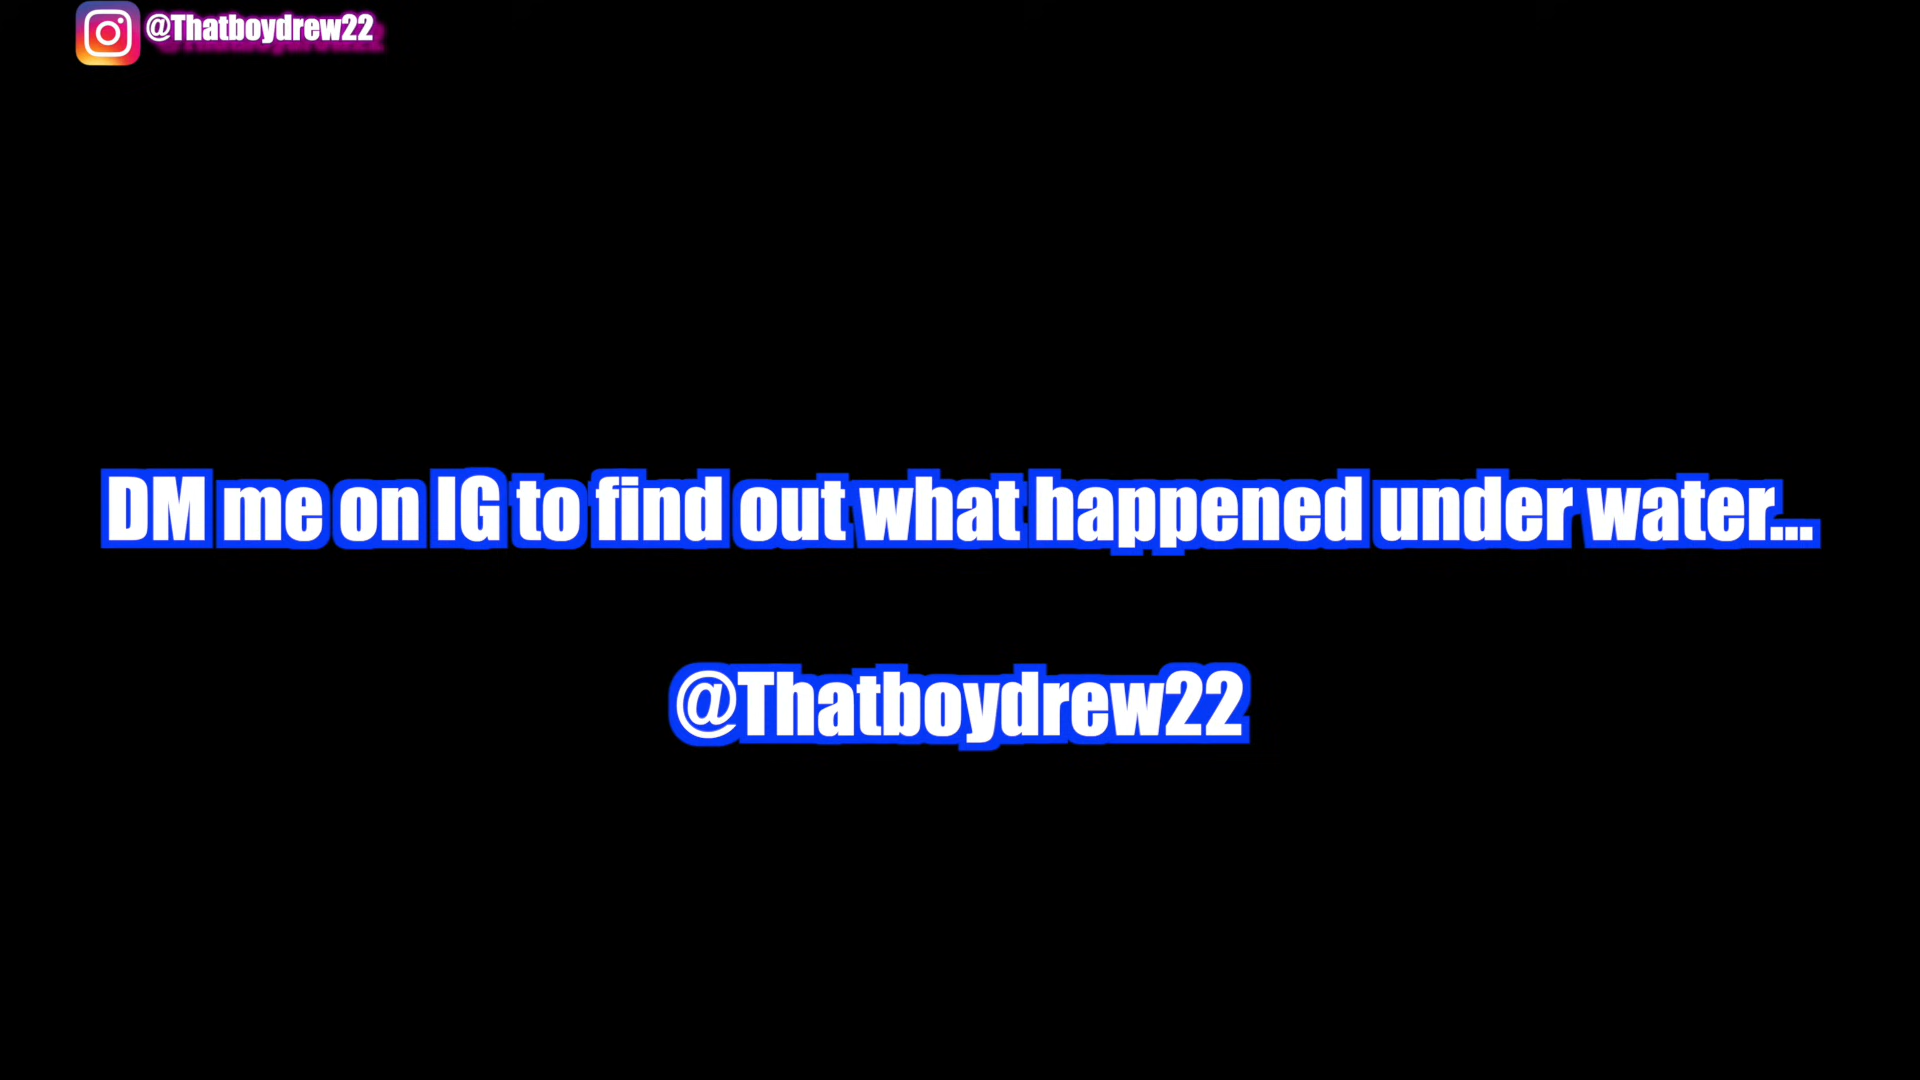 @Thatboydrew22
DM me on IG to find out what happened under water...
@Thatboydrew22